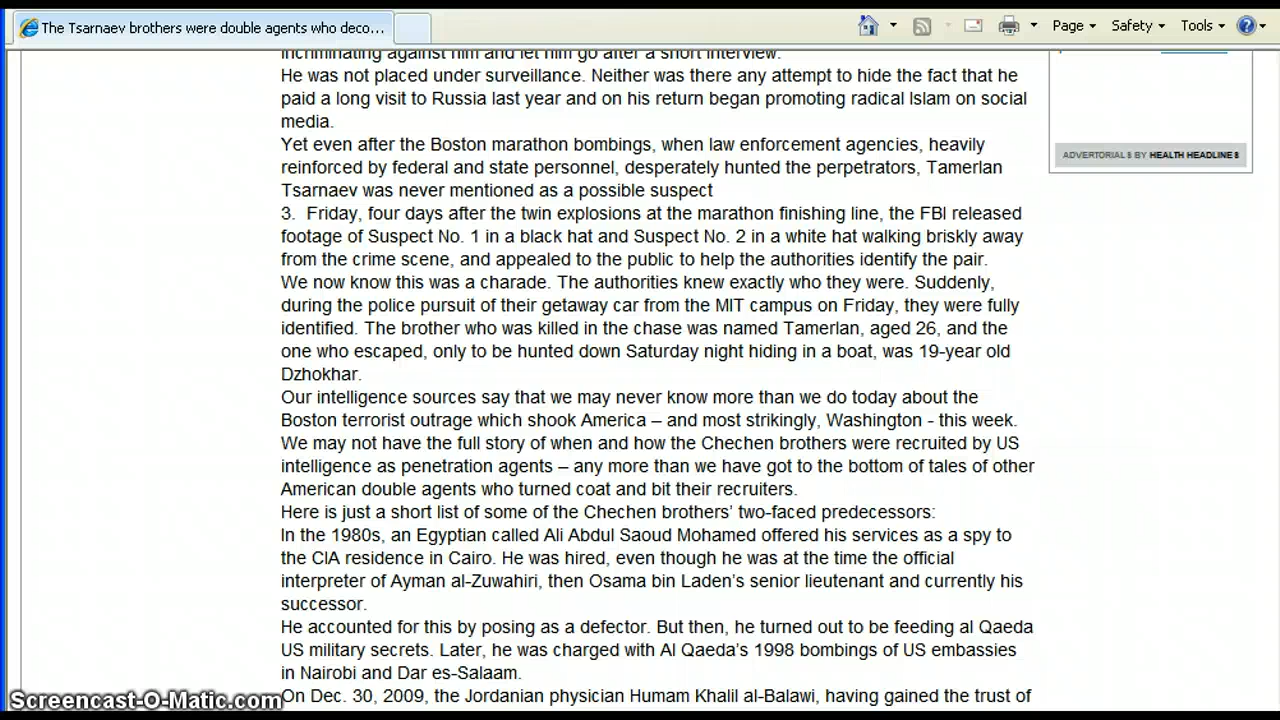 The Tsarnaev brothers were double agents who deco...
Page
Safety
Tools
incriminating against him and let him go after a short interview.
He was not placed under surveillance. Neither was there any attempt to hide the fact that he
paid a long visit to Russia last year and on his return began promoting radical Islam on social
media.
Yet even after the Boston marathon bombings, when law enforcement agencies, heavily
reinforced by federal and state personnel, desperately hunted the perpetrators, Tamerlan
Tsarnaev was never mentioned as a possible suspect
3.  Friday, four days after the twin explosions at the marathon finishing line, the FBI released
footage of Suspect No. 1 in a black hat and Suspect No. 2 in a white hat walking briskly away
from the crime scene, and appealed to the public to help the authorities identify the pair.
We now know this was a charade. The authorities knew exactly who they were. Suddenly,
during the police pursuit of their getaway car from the MIT campus on Friday, they were fully
identified. The brother who was killed in the chase was named Tamerlan, aged 26, and the
one who escaped, only to be hunted down Saturday night hiding in a boat, was 19-year old
Dzhokhar.
Our intelligence sources say that we may never know more than we do today about the
Boston terrorist outrage which shook America – and most strikingly, Washington - this week.
We may not have the full story of when and how the Chechen brothers were recruited by US
intelligence as penetration agents – any more than we have got to the bottom of tales of other
American double agents who turned coat and bit their recruiters.
Here is just a short list of some of the Chechen brothers' two-faced predecessors:
In the 1980s, an Egyptian called Ali Abdul Saoud Mohamed offered his services as a spy to
the CIA residence in Cairo. He was hired, even though he was at the time the official
interpreter of Ayman al-Zuwahiri, then Osama bin Laden's senior lieutenant and currently his
successor.
He accounted for this by posing as a defector. But then, he turned out to be feeding al Qaeda
US military secrets. Later, he was charged with Al Qaeda's 1998 bombings of US embassies
in Nairobi and Dar es-Salaam.
On Dec. 30, 2009, the Jordanian physician Humam Khalil al-Balawi, having gained the trust of
ADVERTORIAL $ BY HEALTH HEADLINE $
Screencast-O-Matic.com